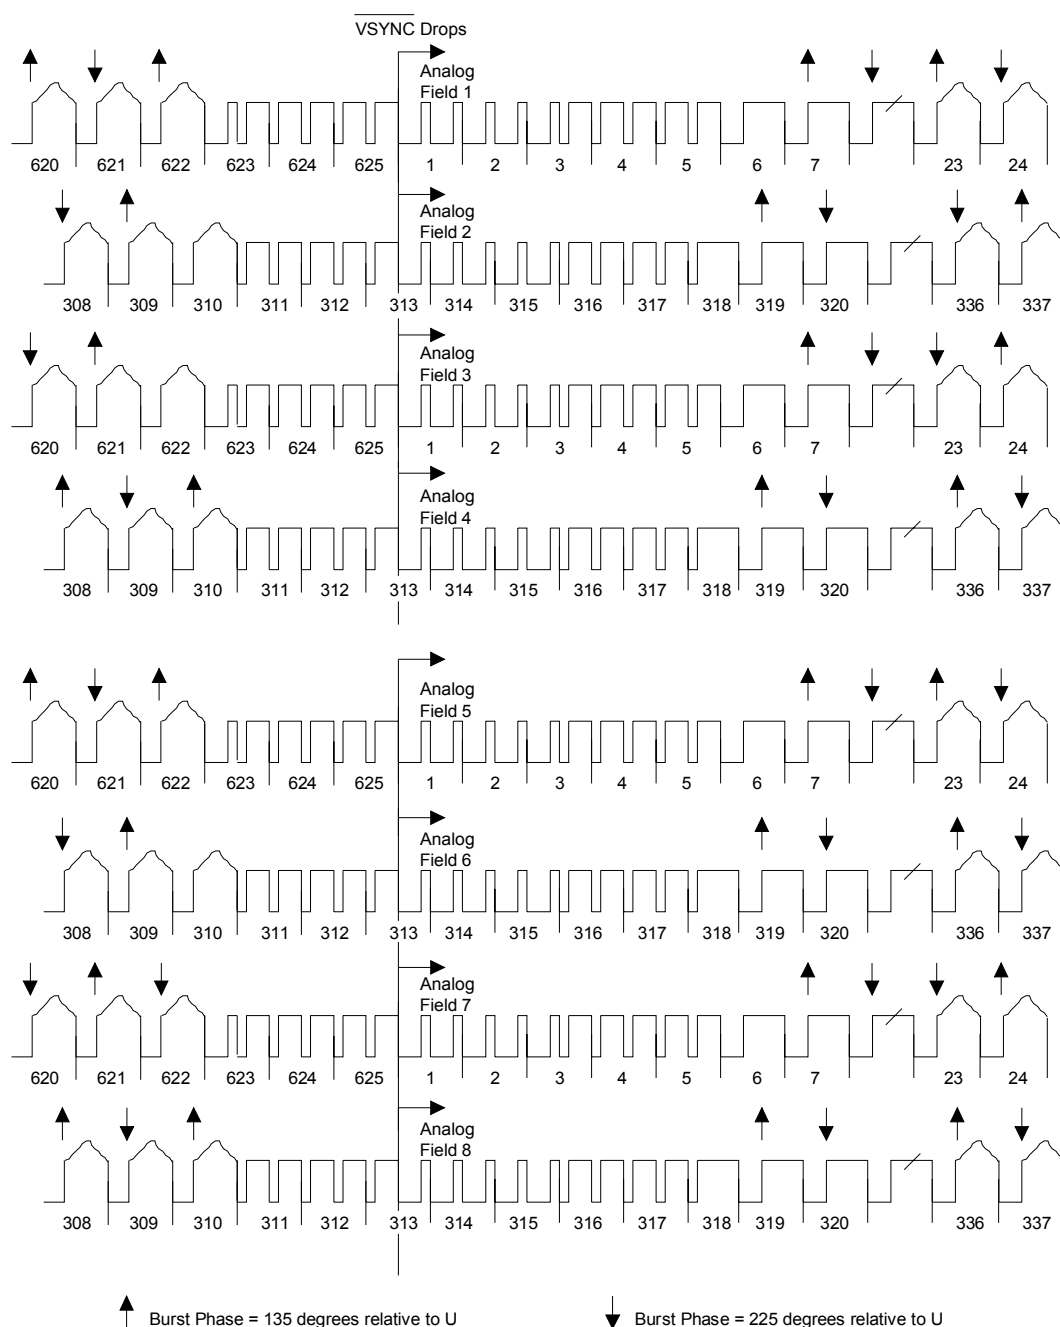 VSYNC Drops
Analog
Field 1
620 621 622 623 624 625 1 2 3 4 5 6 7 23 24
Analog
Field 2
308 309 310 311 312 313 314 315 316 317 318 319 320 336 337
Analog
Field 3
620 621 622 623 624 625 1 2 3 4 5 6 7 23 24
Analog
Field 4
308 309 310 311 312 313 314 315 316 317 318 319 320 336 337
Analog
Field 5
620 621 622 623 624 625 1 2 3 4 5 6 7 23 24
Analog
Field 6
308 309 310 311 312 313 314 315 316 317 318 319 320 336 337
Analog
Field 7
620 621 622 623 624 625 1 2 3 4 5 6 7 23 24
Analog
Field 8
308 309 310 311 312 313 314 315 316 317 318 319 320 336 337
Burst Phase = 135 degrees relative to U Burst Phase = 225 degrees relative to U